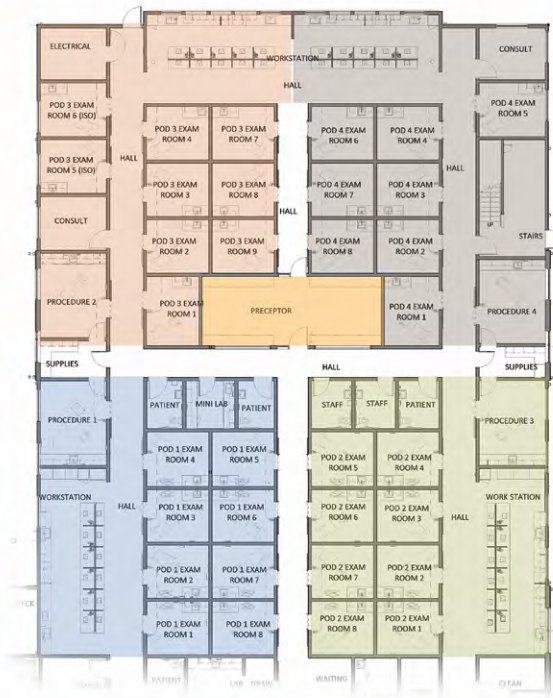 ELECTRICAL
WORKSTATION
CONSULT
HALL
POD 3 EXAM
ROOM 6 (ISO)
POD 4 EXAM
ROOM 5
POD 3 EXAM
ROOM 4
POD 3 EXAM
ROOM 7
POD 4 EXAM
ROOM 6
POD 4 EXAM
ROOM 4
HALL
HALL
POD 3 EXAM
ROOM 5 (ISO)
POD 3 EXAM
ROOM 3
POD 3 EXAM
ROOM 8
POD 4 EXAM
ROOM 7
POD 4 EXAM
ROOM 3
HALL
CONSULT
STAIRS
POD 3 EXAM
ROOM 2
POD 3 EXAM
ROOM 9
POD 4 EXAM
ROOM 8
POD 4 EXAM
ROOM 2
PROCEDURE 2
POD 3 EXAM
ROOM 1
PRECEPTOR
POD 4 EXAM
ROOM 1
PROCEDURE 4
SUPPLIES
HALL
SUPPLIES
PATIENT
MINI LAB
PATIENT
STAFF
STAFF
PATIENT
PROCEDURE 1
PROCEDURE 3
POD 1 EXAM
ROOM 4
POD 1 EXAM
ROOM 5
POD 2 EXAM
ROOM 5
POD 2 EXAM
ROOM 4
WORKSTATION
HALL
POD 1 EXAM
ROOM 3
POD 1 EXAM
ROOM 6
POD 2 EXAM
ROOM 6
POD 2 EXAM
ROOM 3
HALL
WORK STATION
POD 1 EXAM
ROOM 2
POD 1 EXAM
ROOM 7
POD 2 EXAM
ROOM 7
POD 2 EXAM
ROOM 2
POD 1 EXAM
ROOM 1
POD 1 EXAM
ROOM 8
POD 2 EXAM
ROOM 8
POD 2 EXAM
ROOM 1
PATIENT
LAB
WAITING
CLEAN